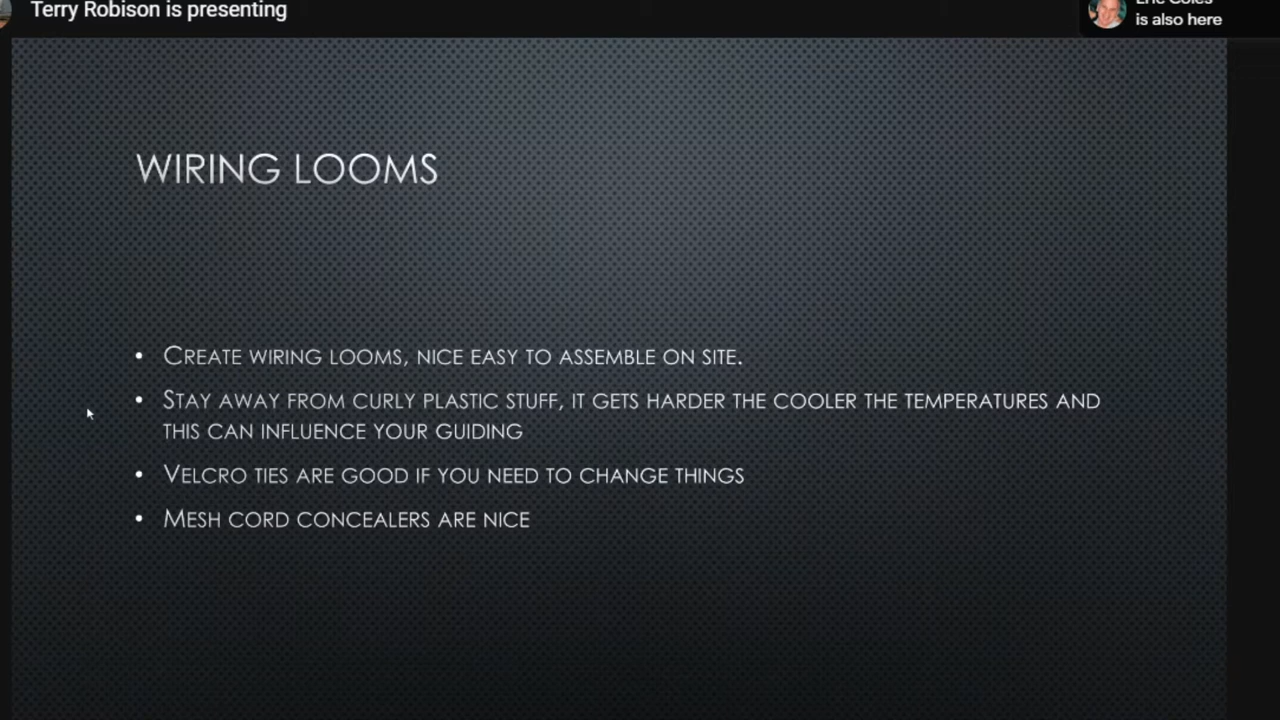 Terry Robison is presenting
Eric Coles
is also here
WIRING LOOMS
• CREATE WIRING LOOMS, NICE EASY TO ASSEMBLE ON SITE.
• STAY AWAY FROM CURLY PLASTIC STUFF, IT GETS HARDER THE COOLER THE TEMPERATURES AND
THIS CAN INFLUENCE YOUR GUIDING
• VELCRO TIES ARE GOOD IF YOU NEED TO CHANGE THINGS
• MESH CORD CONCEALERS ARE NICE